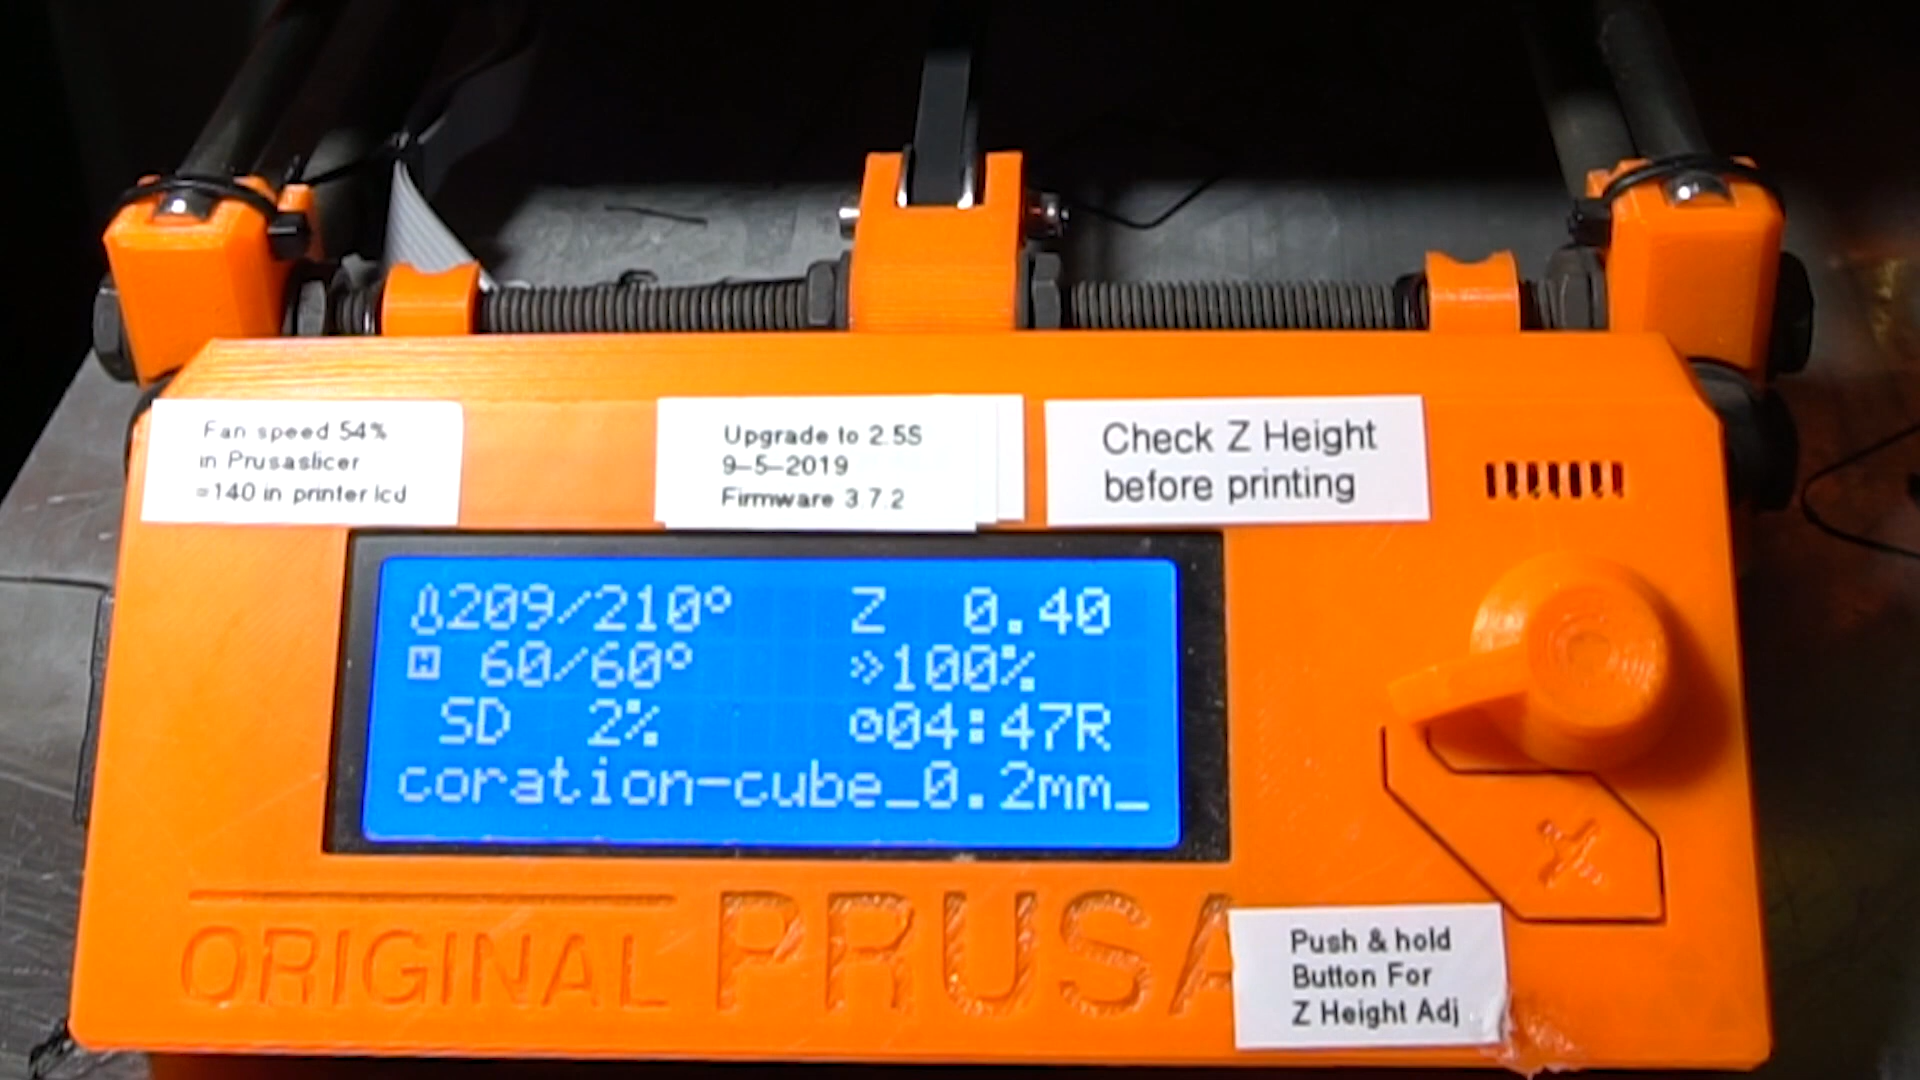 Fan speed 54%
in Prusaslicer
=140 in printer lcd
Upgrade to 2.5S
9-5-2019
Firmware 3.7.2
Check Z Height
before printing
209/210° Z 0.40
60/60° »100%
SD 2% 04:47R
coration-cube_0.2mm_
ORIGINAL PRUSA
Push & hold
Button For
Z Height Adj